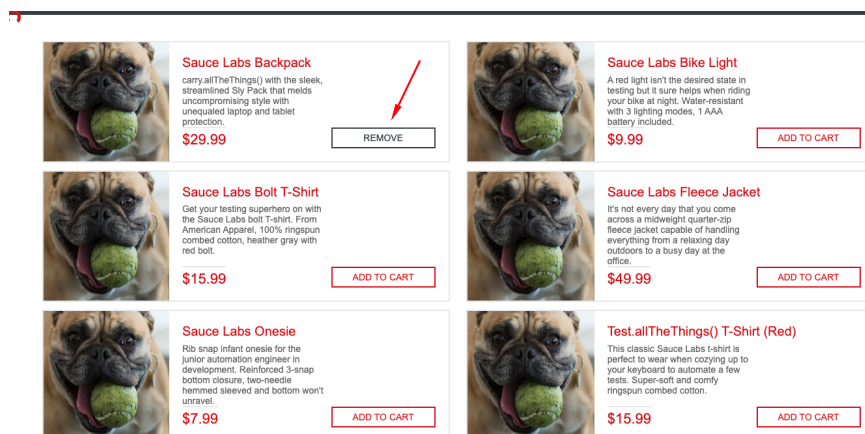 Sauce Labs Backpack
carry.allTheThings() with the sleek,
streamlined Sly Pack that melds
uncompromising style with
unequaled laptop and tablet
protection.
$29.99
REMOVE
Sauce Labs Bike Light
A red light isn't the desired state in
testing but it sure helps when riding
your bike at night. Water-resistant
with 3 lighting modes, 1 AAA
battery included.
$9.99
ADD TO CART
Sauce Labs Bolt T-Shirt
Get your testing superhero on with
the Sauce Labs bolt T-shirt. From
American Apparel, 100% ringspun
combed cotton, heather gray with
red bolt.
$15.99
ADD TO CART
Sauce Labs Fleece Jacket
It's not every day that you come
across a midweight quarter-zip
fleece jacket capable of handling
everything from a relaxing day
outdoors to a busy day at the
office.
$49.99
ADD TO CART
Sauce Labs Onesie
Rib snap infant onesie for the
junior automation engineer in
development. Reinforced 3-snap
bottom closure, two-needle
hemmed sleeved and bottom won't
unravel.
$7.99
ADD TO CART
Test.allTheThings() T-Shirt (Red)
This classic Sauce Labs t-shirt is
perfect to wear when cozying up to
your keyboard to automate a few
tests. Super-soft and comfy
ringspun combed cotton.
$15.99
ADD TO CART